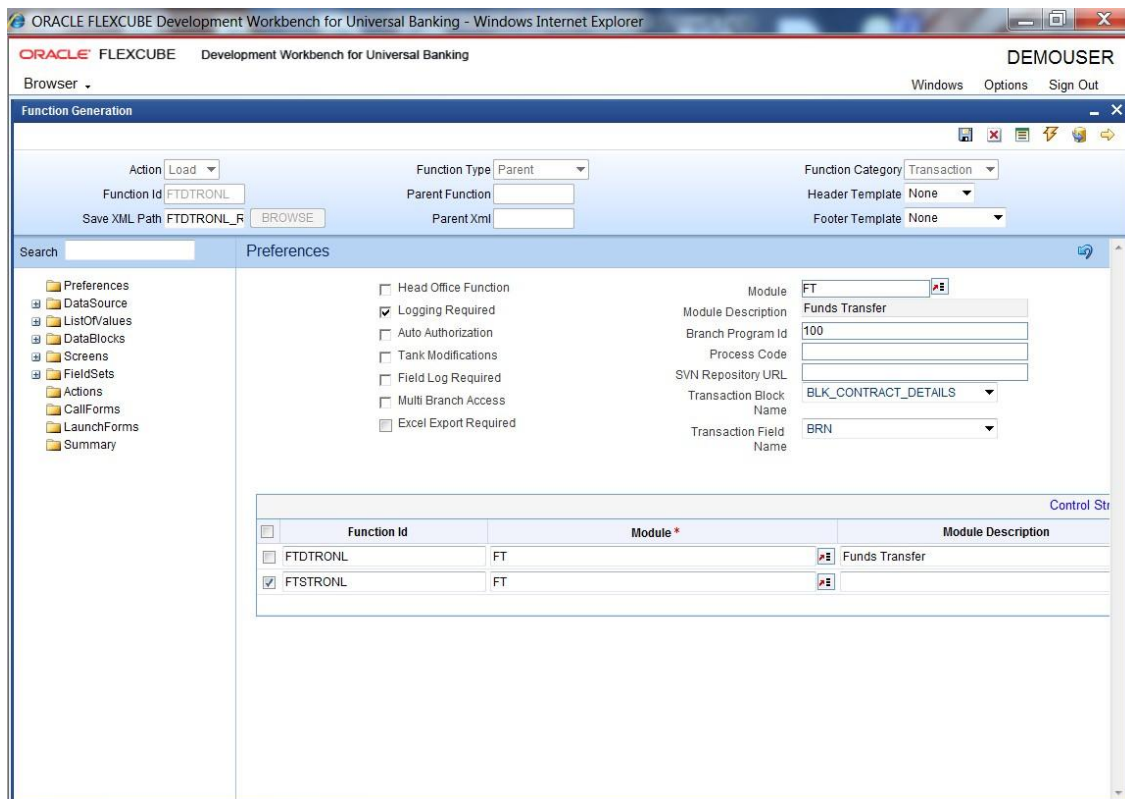 ORACLE FLEXCUBE Development Workbench for Universal Banking - Windows Internet Explorer
ORACLE FLEXCUBE Development Workbench for Universal Banking DEMOUSER
Browser Windows Options Sign Out
Function Generation
Action Load Function Type Parent Function Category Transaction
Function Id FTDTRONL Parent Function Header Template None
Save XML Path FTDTRONL_R BROWSE Parent Xml Footer Template None
Search
Preferences
DataSource
ListOfValues
DataBlocks
Screens
FieldSets
Actions
CallForms
LaunchForms
Summary
Preferences
Head Office Function
Logging Required
Auto Authorization
Tank Modifications
Field Log Required
Multi Branch Access
Excel Export Required
Module FT
Module Description Funds Transfer
Branch Program Id 100
Process Code
SVN Repository URL
Transaction Block BLK_CONTRACT_DETAILS
Name
Transaction Field BRN
Name
Control Str
Function Id Module * Module Description
FTDTRONL FT Funds Transfer
FTSTRONL FT